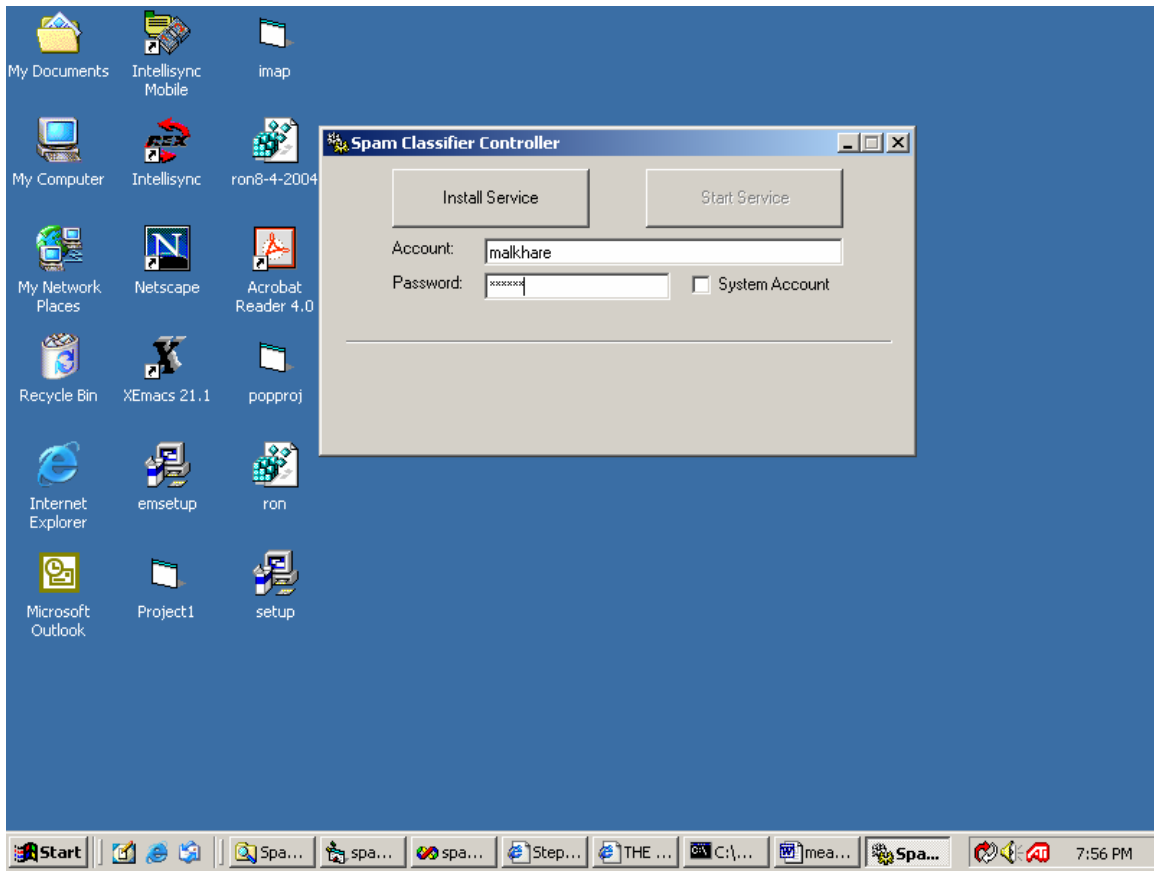 My Documents
Intellisync
Mobile
imap
My Computer
Intellisync
ron8-4-2004
My Network
Places
Netscape
Acrobat
Reader 4.0
Recycle Bin
XEmacs 21.1
popproj
Internet
Explorer
emsetup
ron
Microsoft
Outlook
Project1
setup
Spam Classifier Controller
Install Service
Start Service
Account:
malkhare
Password:
xxxxxx
System Account
Start
Spa...
spa...
spa...
Step...
THE ...
C:\...
mea...
Spa...
7:56 PM